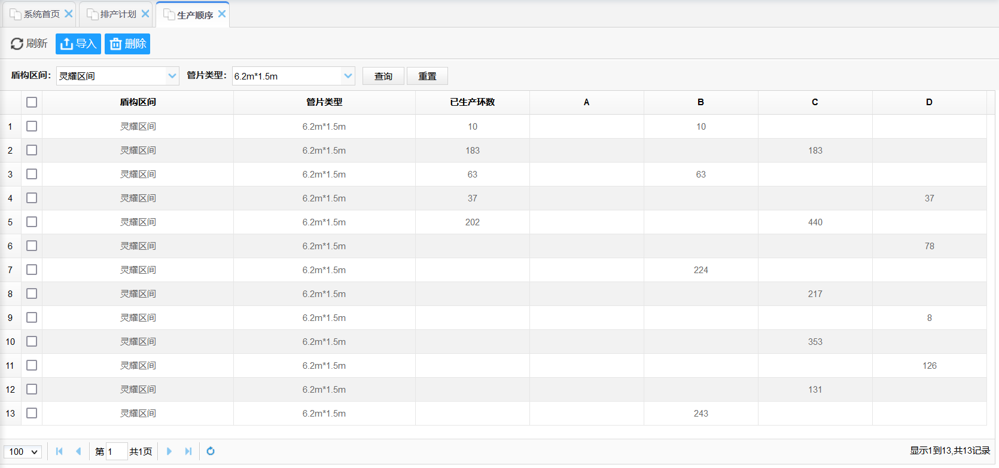 系统首页 排产计划 生产顺序
刷新 导入 删除
盾构区间: 灵耀区间 管片类型: 6.2m*1.5m 查询 重置
盾构区间 管片类型 已生产环数 A B C D
1 灵耀区间 6.2m*1.5m 10 10
2 灵耀区间 6.2m*1.5m 183 183
3 灵耀区间 6.2m*1.5m 63 63
4 灵耀区间 6.2m*1.5m 37 37
5 灵耀区间 6.2m*1.5m 202 440
6 灵耀区间 6.2m*1.5m 78
7 灵耀区间 6.2m*1.5m 224
8 灵耀区间 6.2m*1.5m 217
9 灵耀区间 6.2m*1.5m 8
10 灵耀区间 6.2m*1.5m 353
11 灵耀区间 6.2m*1.5m 126
12 灵耀区间 6.2m*1.5m 131
13 灵耀区间 6.2m*1.5m 243
100 第 1 共1页 显示1到13,共13记录